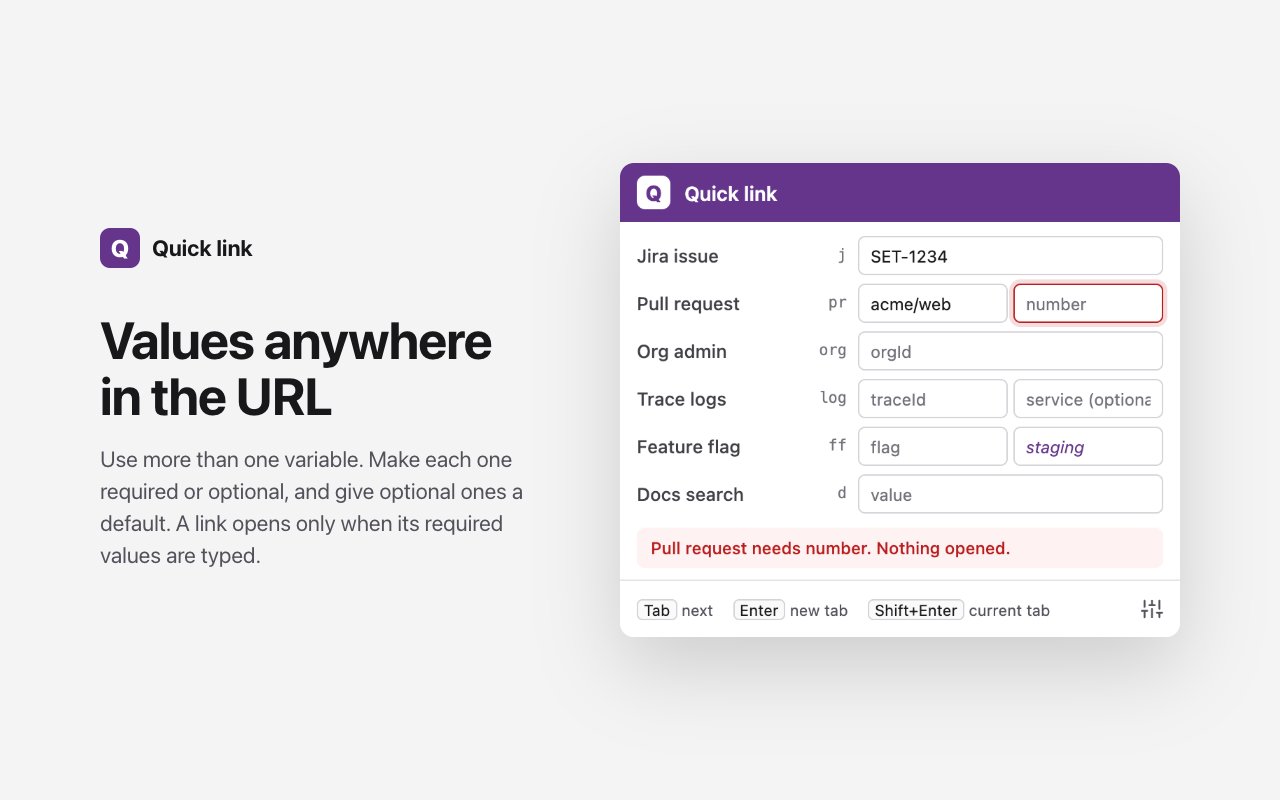 Q Quick link
Values anywhere
in the URL
Use more than one variable. Make each one
required or optional, and give optional ones a
default. A link opens only when its required
values are typed.
Q Quick link
Jira issue j SET-1234
Pull request pr acme/web number
Org admin org orgId
Trace logs log traceId service (optiona
Feature flag ff flag staging
Docs search d value
Pull request needs number. Nothing opened.
Tab next Enter new tab Shift+Enter current tab